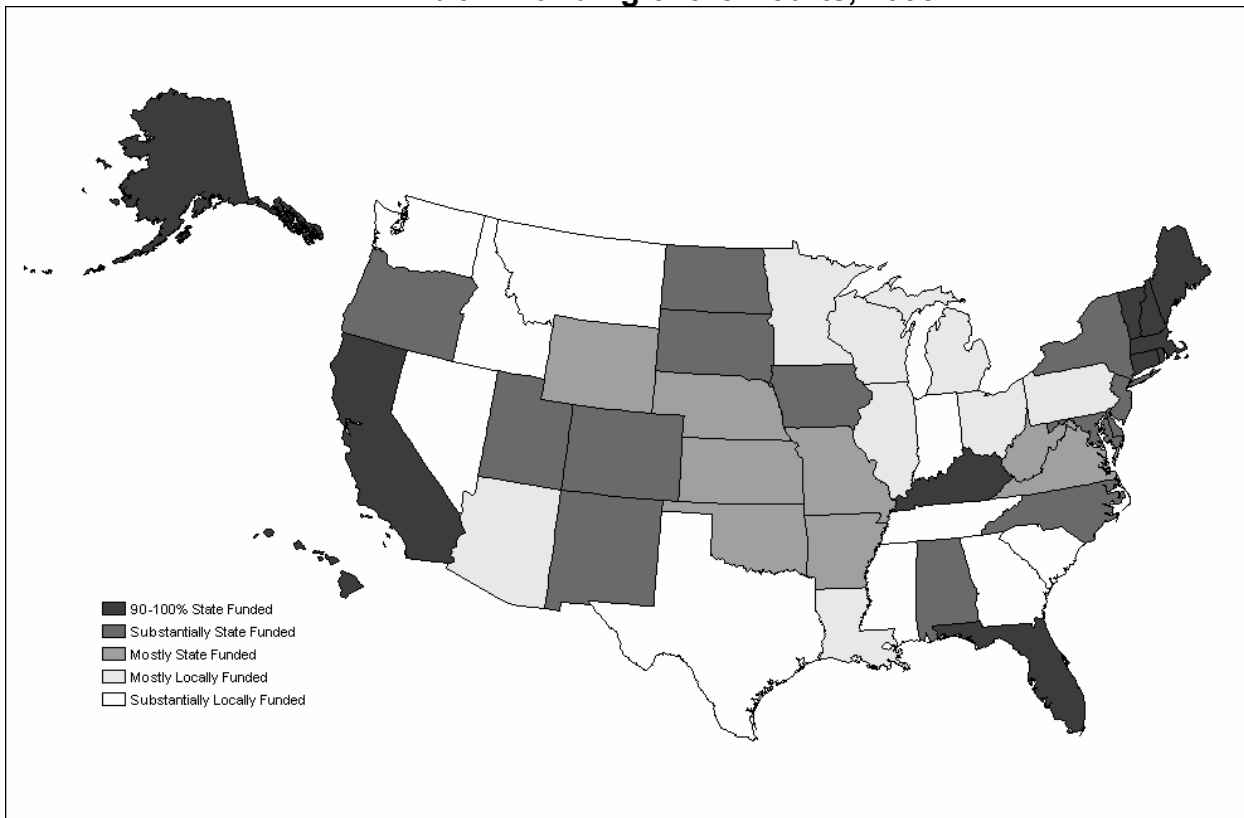 90-100% State Funded
Substantially State Funded
Mostly State Funded
Mostly Locally Funded
Substantially Locally Funded